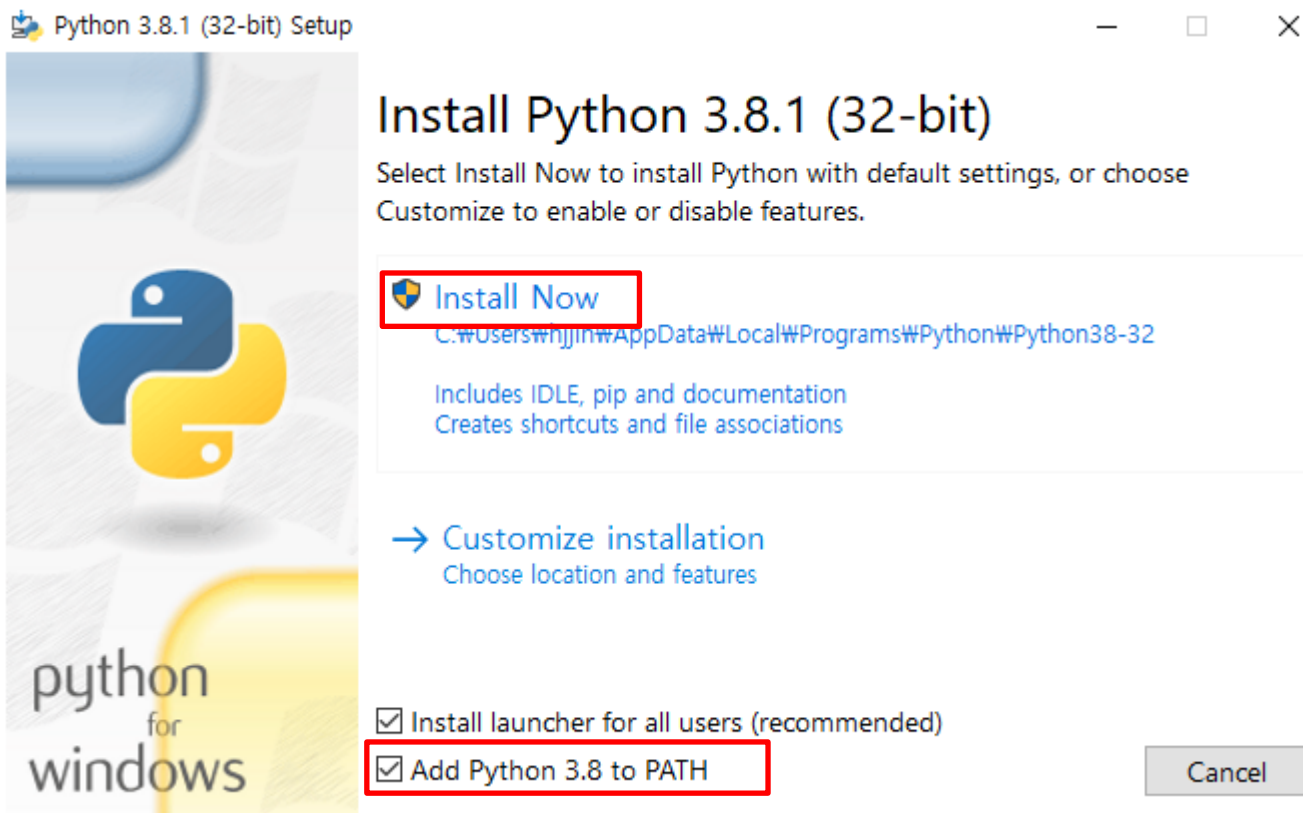 Python 3.8.1 (32-bit) Setup
Install Python 3.8.1 (32-bit)
Select Install Now to install Python with default settings, or choose
Customize to enable or disable features.
Install Now
C:₩Users₩hjjin₩AppData₩Local₩Programs₩Python₩Python38-32
Includes IDLE, pip and documentation
Creates shortcuts and file associations
→ Customize installation
Choose location and features
python
for
windows
Install launcher for all users (recommended)
Add Python 3.8 to PATH
Cancel